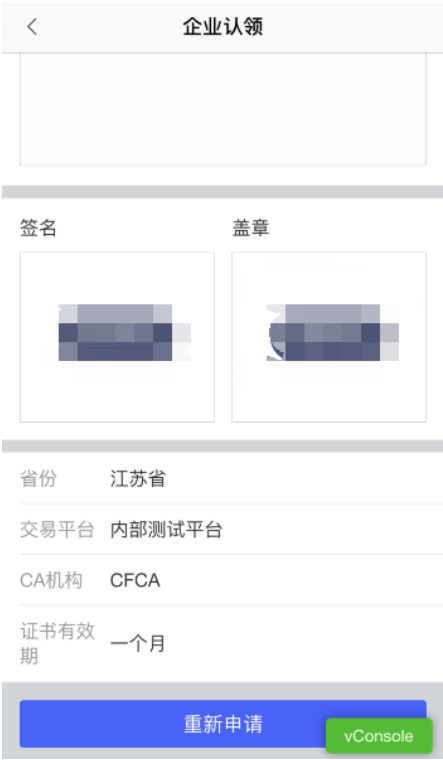 企业认领
签名 盖章
省份 江苏省
交易平台 内部测试平台
CA机构 CFCA
证书有效
期
一个月
重新申请
vConsole